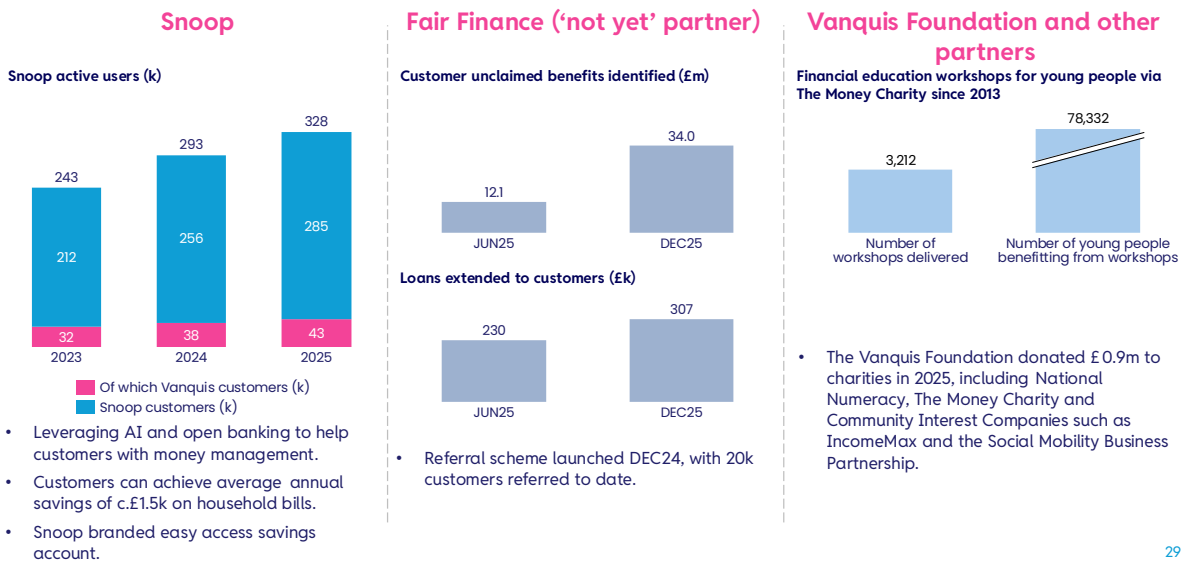 Snoop
Snoop active users (k)
243
293
328
212
256
285
32
38
43
2023
2024
2025
Of which Vanquis customers (k)
Snoop customers (k)
• Leveraging AI and open banking to help
customers with money management.
• Customers can achieve average annual
savings of c.£1.5k on household bills.
• Snoop branded easy access savings
account.
Fair Finance (‘not yet’ partner)
Customer unclaimed benefits identified (£m)
12.1
34.0
JUN25
DEC25
Loans extended to customers (£k)
230
307
JUN25
DEC25
• Referral scheme launched DEC24, with 20k
customers referred to date.
Vanquis Foundation and other
partners
Financial education workshops for young people via
The Money Charity since 2013
3,212
78,332
Number of
workshops delivered
Number of young people
benefitting from workshops
• The Vanquis Foundation donated £0.9m to
charities in 2025, including National
Numeracy, The Money Charity and
Community Interest Companies such as
IncomeMax and the Social Mobility Business
Partnership.
29